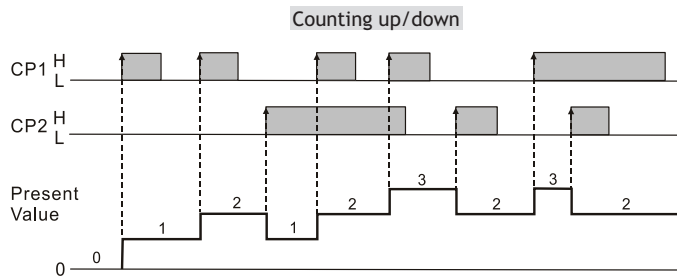 Counting up/down
CP1 H
L
CP2 H
L
Present
Value
0
0 1 2 1 2 3 2 3 2